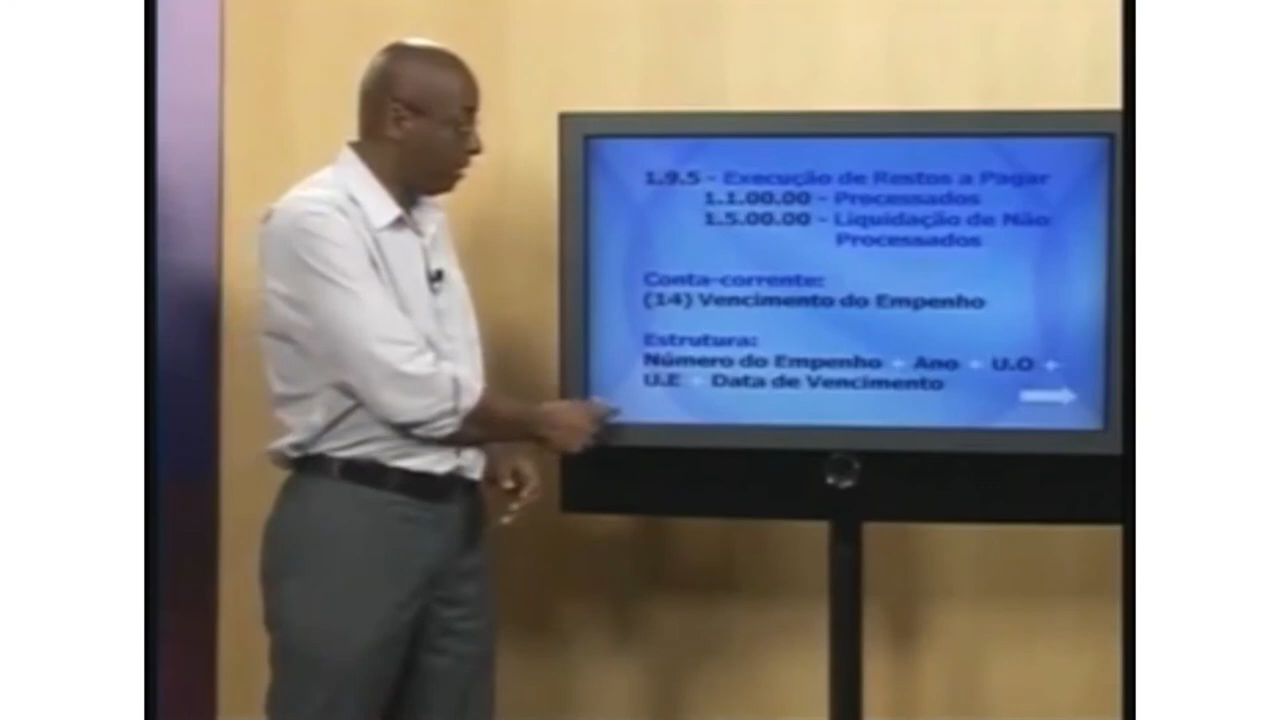 1.9.5 - Execução de Restos a Pagar
1.1.00.00 - Processados
1.5.00.00 - Liquidação de Não
Processados
Conta-corrente:
(14) Vencimento do Empenho
Estrutura:
Número do Empenho + Ano + U.O +
U.E + Data de Vencimento